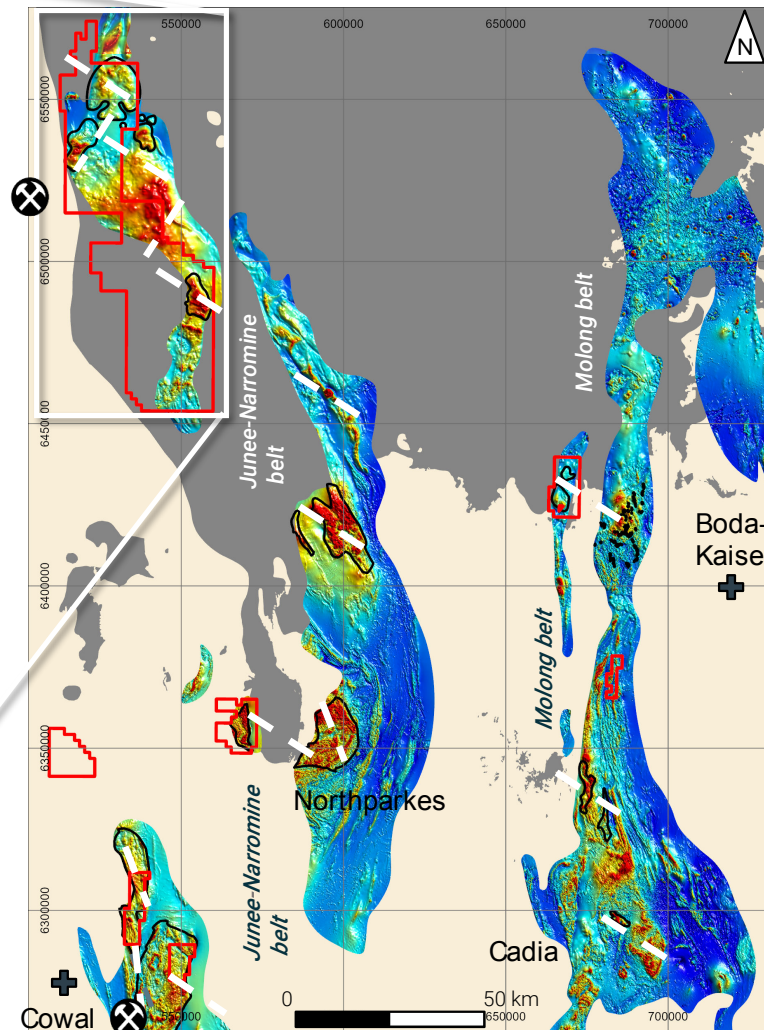 550000
600000
650000
700000
N
6550000
6500000
6450000
6400000
6350000
6300000
Junee-Narromine
belt
Molong belt
Boda-
Kaise
Molong belt
Northparkes
Junee-Narromine
belt
Cadia
Cowal
0
50 km
550000
650000
700000